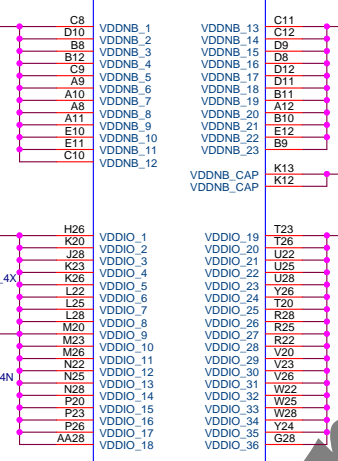 C8 VDDNB_1 VDDNB_13 C11
D10 VDDNB_2 VDDNB_14 C12
B8 VDDNB_3 VDDNB_15 D9
B12 VDDNB_4 VDDNB_16 D8
C9 VDDNB_5 VDDNB_17 D12
A9 VDDNB_6 VDDNB_18 D11
A10 VDDNB_7 VDDNB_19 B11
A8 VDDNB_8 VDDNB_20 A12
A11 VDDNB_9 VDDNB_21 B10
E10 VDDNB_10 VDDNB_22 E12
E11 VDDNB_11 VDDNB_23 B9
C10 VDDNB_12
VDDNB_CAP K13
VDDNB_CAP K12
H26 VDDIO_1 VDDIO_19 T23
K20 VDDIO_2 VDDIO_20 T26
J28 VDDIO_3 VDDIO_21 U22
K23 VDDIO_4 VDDIO_22 U25
_4X K26 VDDIO_5 VDDIO_23 U28
L22 VDDIO_6 VDDIO_24 Y26
L25 VDDIO_7 VDDIO_25 T20
L28 VDDIO_8 VDDIO_26 R28
M20 VDDIO_9 VDDIO_27 R25
M23 VDDIO_10 VDDIO_28 R22
M26 VDDIO_11 VDDIO_29 V20
N22 VDDIO_12 VDDIO_30 V23
4N N25 VDDIO_13 VDDIO_31 V26
N28 VDDIO_14 VDDIO_32 W22
P20 VDDIO_15 VDDIO_33 W25
P23 VDDIO_16 VDDIO_34 W28
P26 VDDIO_17 VDDIO_35 Y24
AA28 VDDIO_18 VDDIO_36 G28